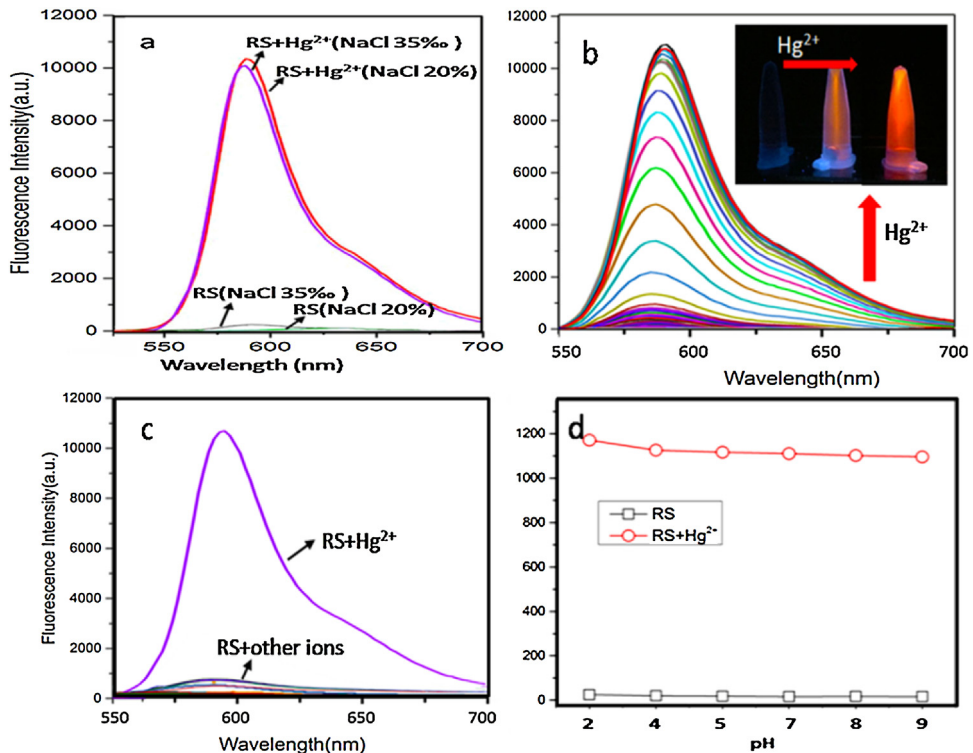 a
RS+Hg²⁺(NaCl 35‰ )
RS+Hg²⁺(NaCl 20%)
RS(NaCl 35‰ )
RS(NaCl 20%)
Fluorescence Intensity(a.u.)
12000
10000
8000
6000
4000
2000
0
550
600
650
700
Wavelength (nm)
b
Hg²⁺
Hg²⁺
12000
10000
8000
6000
4000
2000
0
550
600
650
700
Wavelength(nm)
c
RS+Hg²⁺
RS+other ions
Fluorescence Intensity(a.u.)
12000
10000
8000
6000
4000
2000
0
550
600
650
700
Wavelength(nm)
d
RS
RS+Hg²⁺
1200
1000
800
600
400
200
0
2
4
5
7
8
9
pH